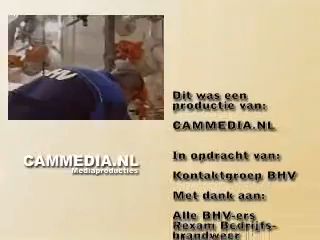 BHV
CAMMEDIA.NL
Mediaproducties
Dit was een
productie van:
CAMMEDIA.NL
In opdracht van:
Kontaktgroep BHV
Met dank aan:
Alle BHV-ers
Rexam Bedrijfs-
brandweer